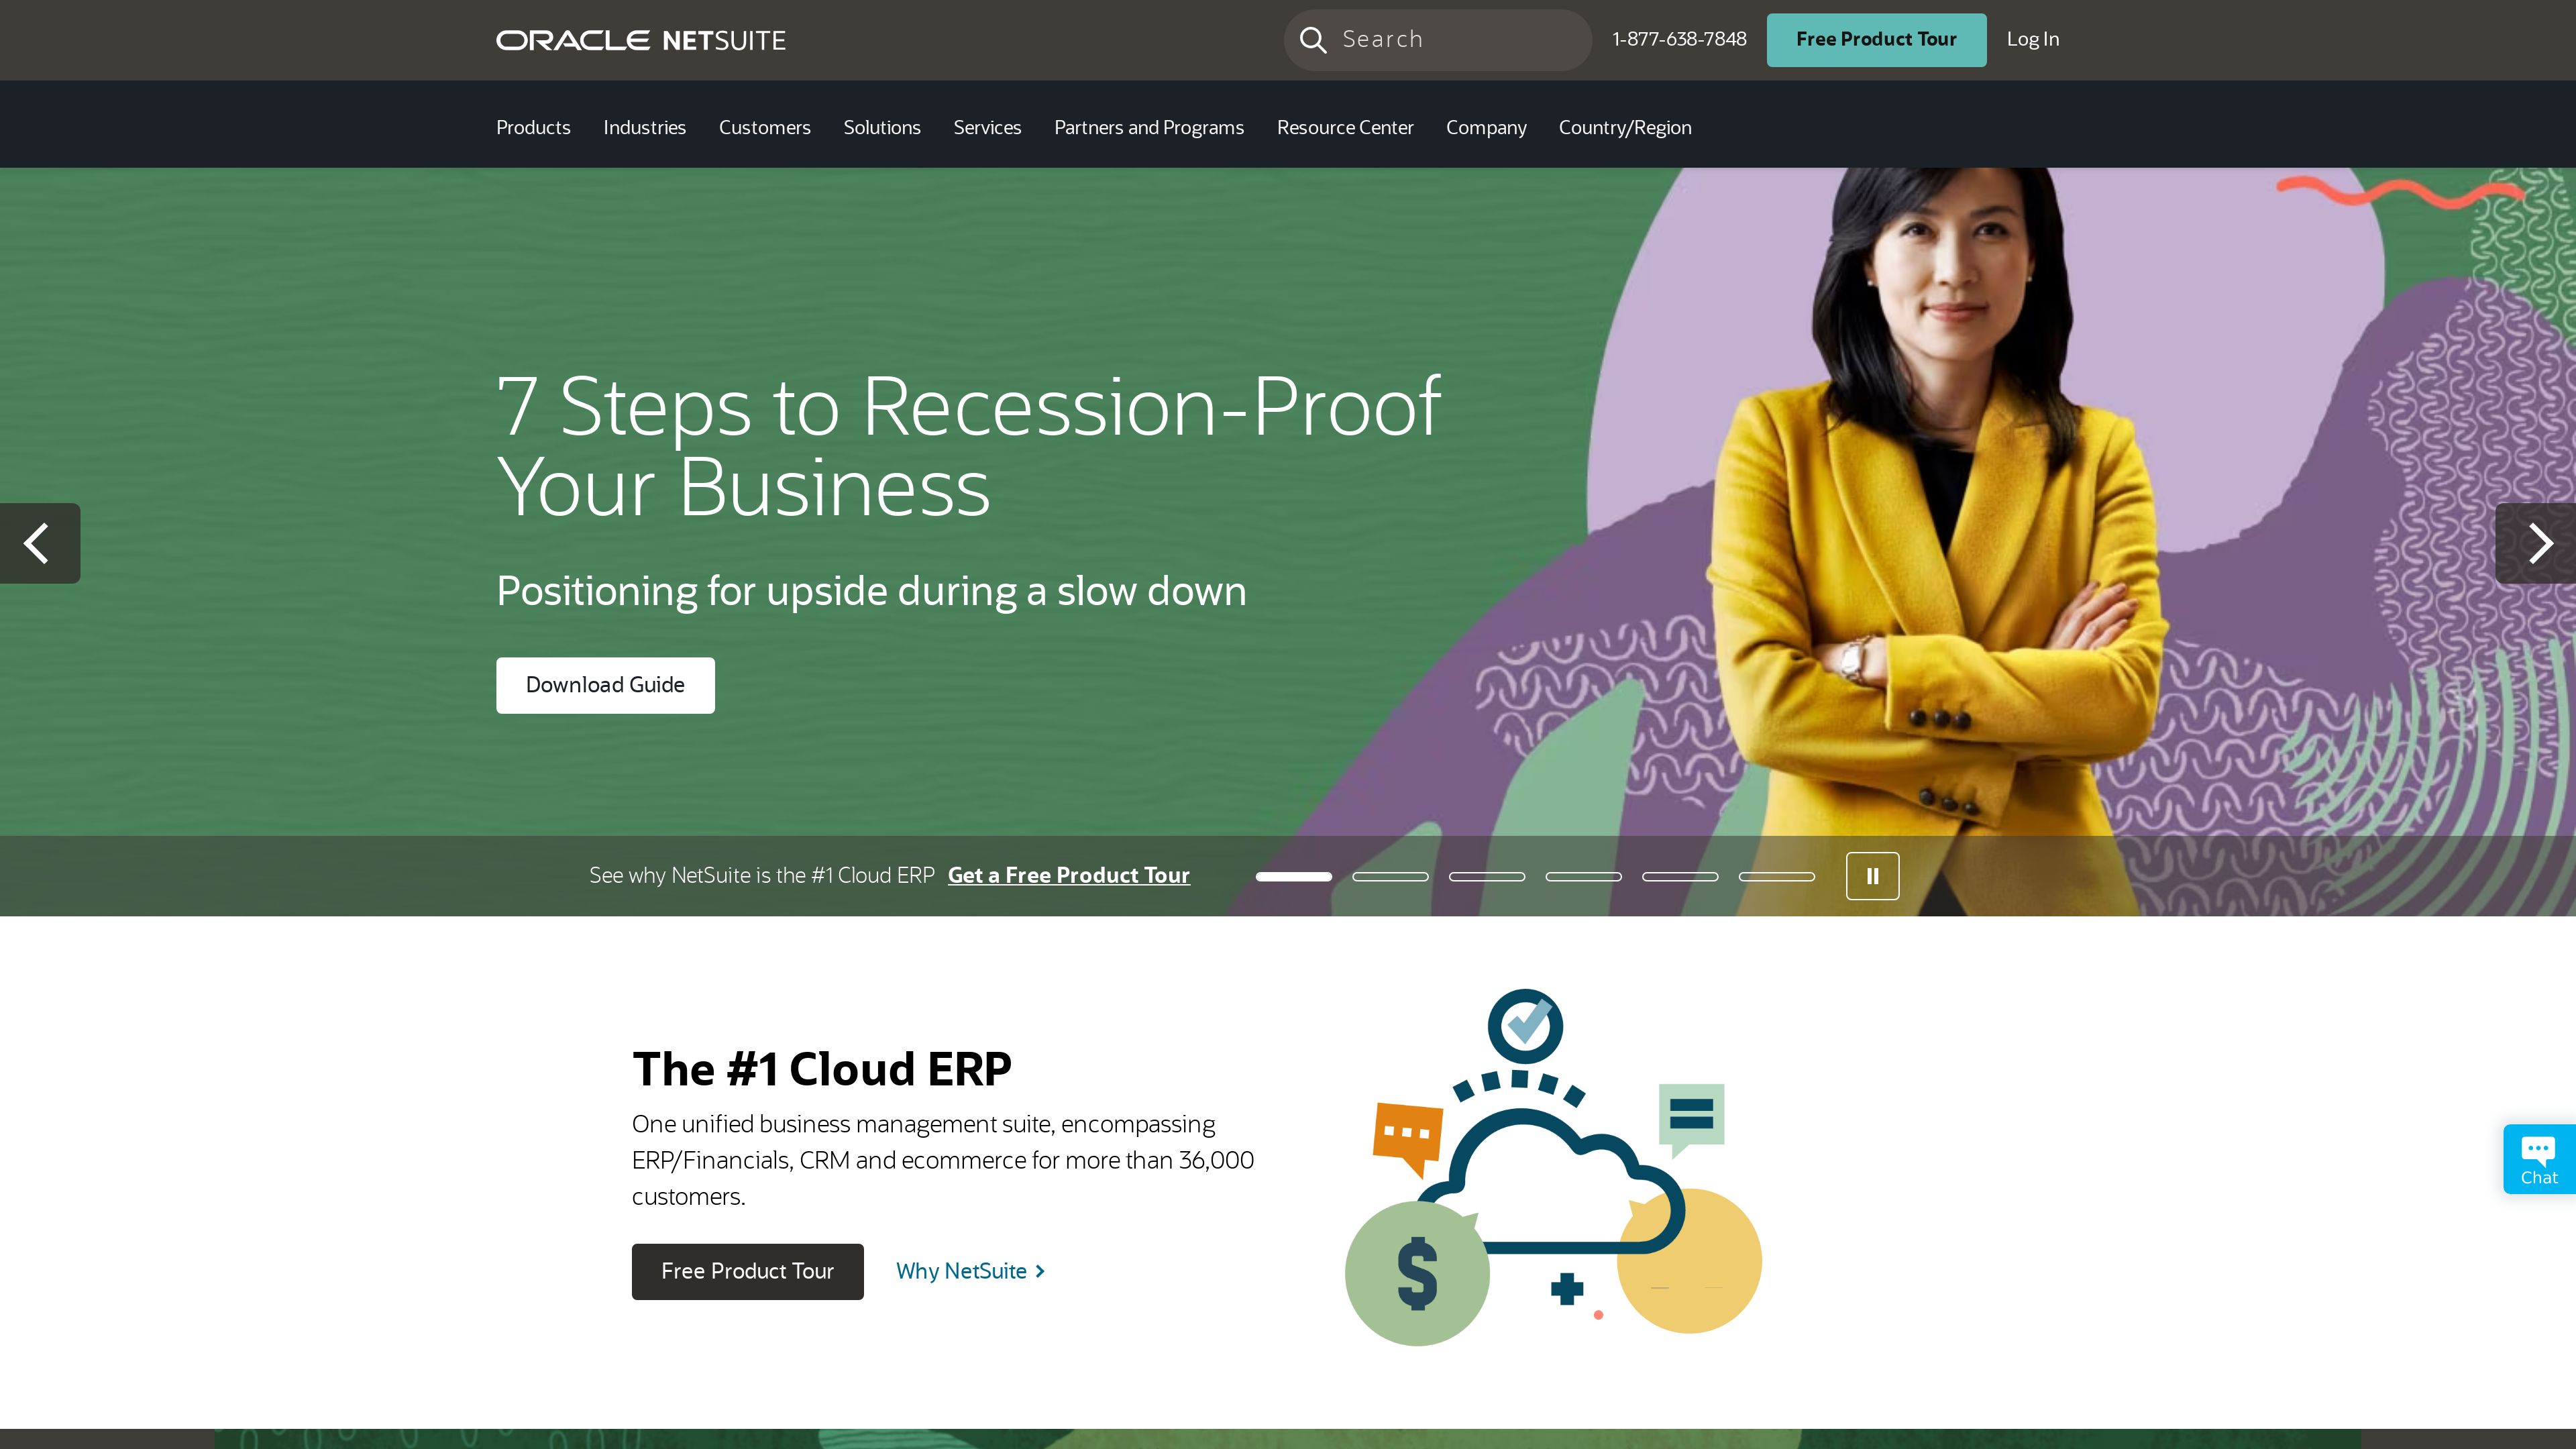 ORACLE NETSUITE
Search
1-877-638-7848
Free Product Tour
Log In
Products
Industries
Customers
Solutions
Services
Partners and Programs
Resource Center
Company
Country/Region
7 Steps to Recession-Proof
Your Business
Positioning for upside during a slow down
Download Guide
See why NetSuite is the #1 Cloud ERP Get a Free Product Tour
The #1 Cloud ERP
One unified business management suite, encompassing
ERP/Financials, CRM and ecommerce for more than 36,000
customers.
Free Product Tour
Why NetSuite
$
Chat